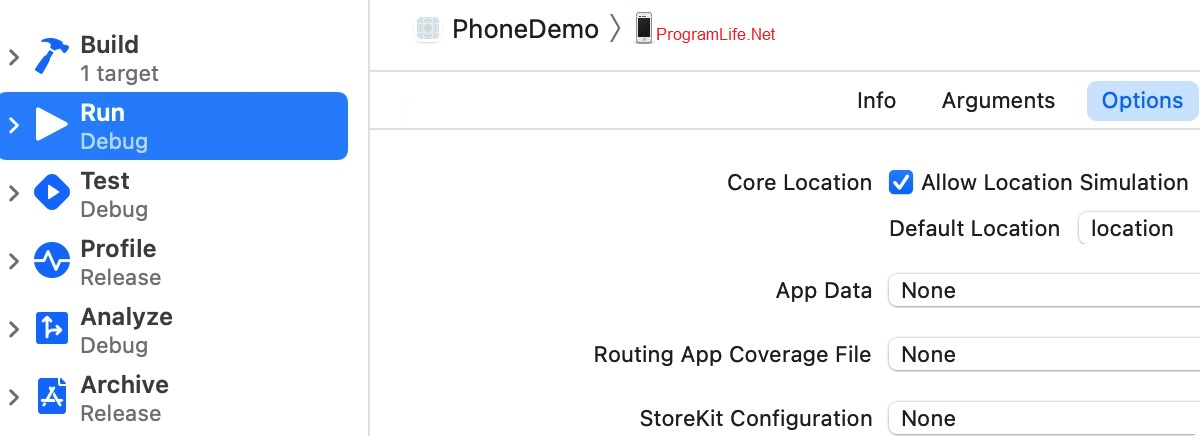 Build
1 target
Run
Debug
Test
Debug
Profile
Release
Analyze
Debug
Archive
Release
PhoneDemo ProgramLife.Net
Info Arguments Options
Core Location Allow Location Simulation
Default Location location
App Data None
Routing App Coverage File None
StoreKit Configuration None